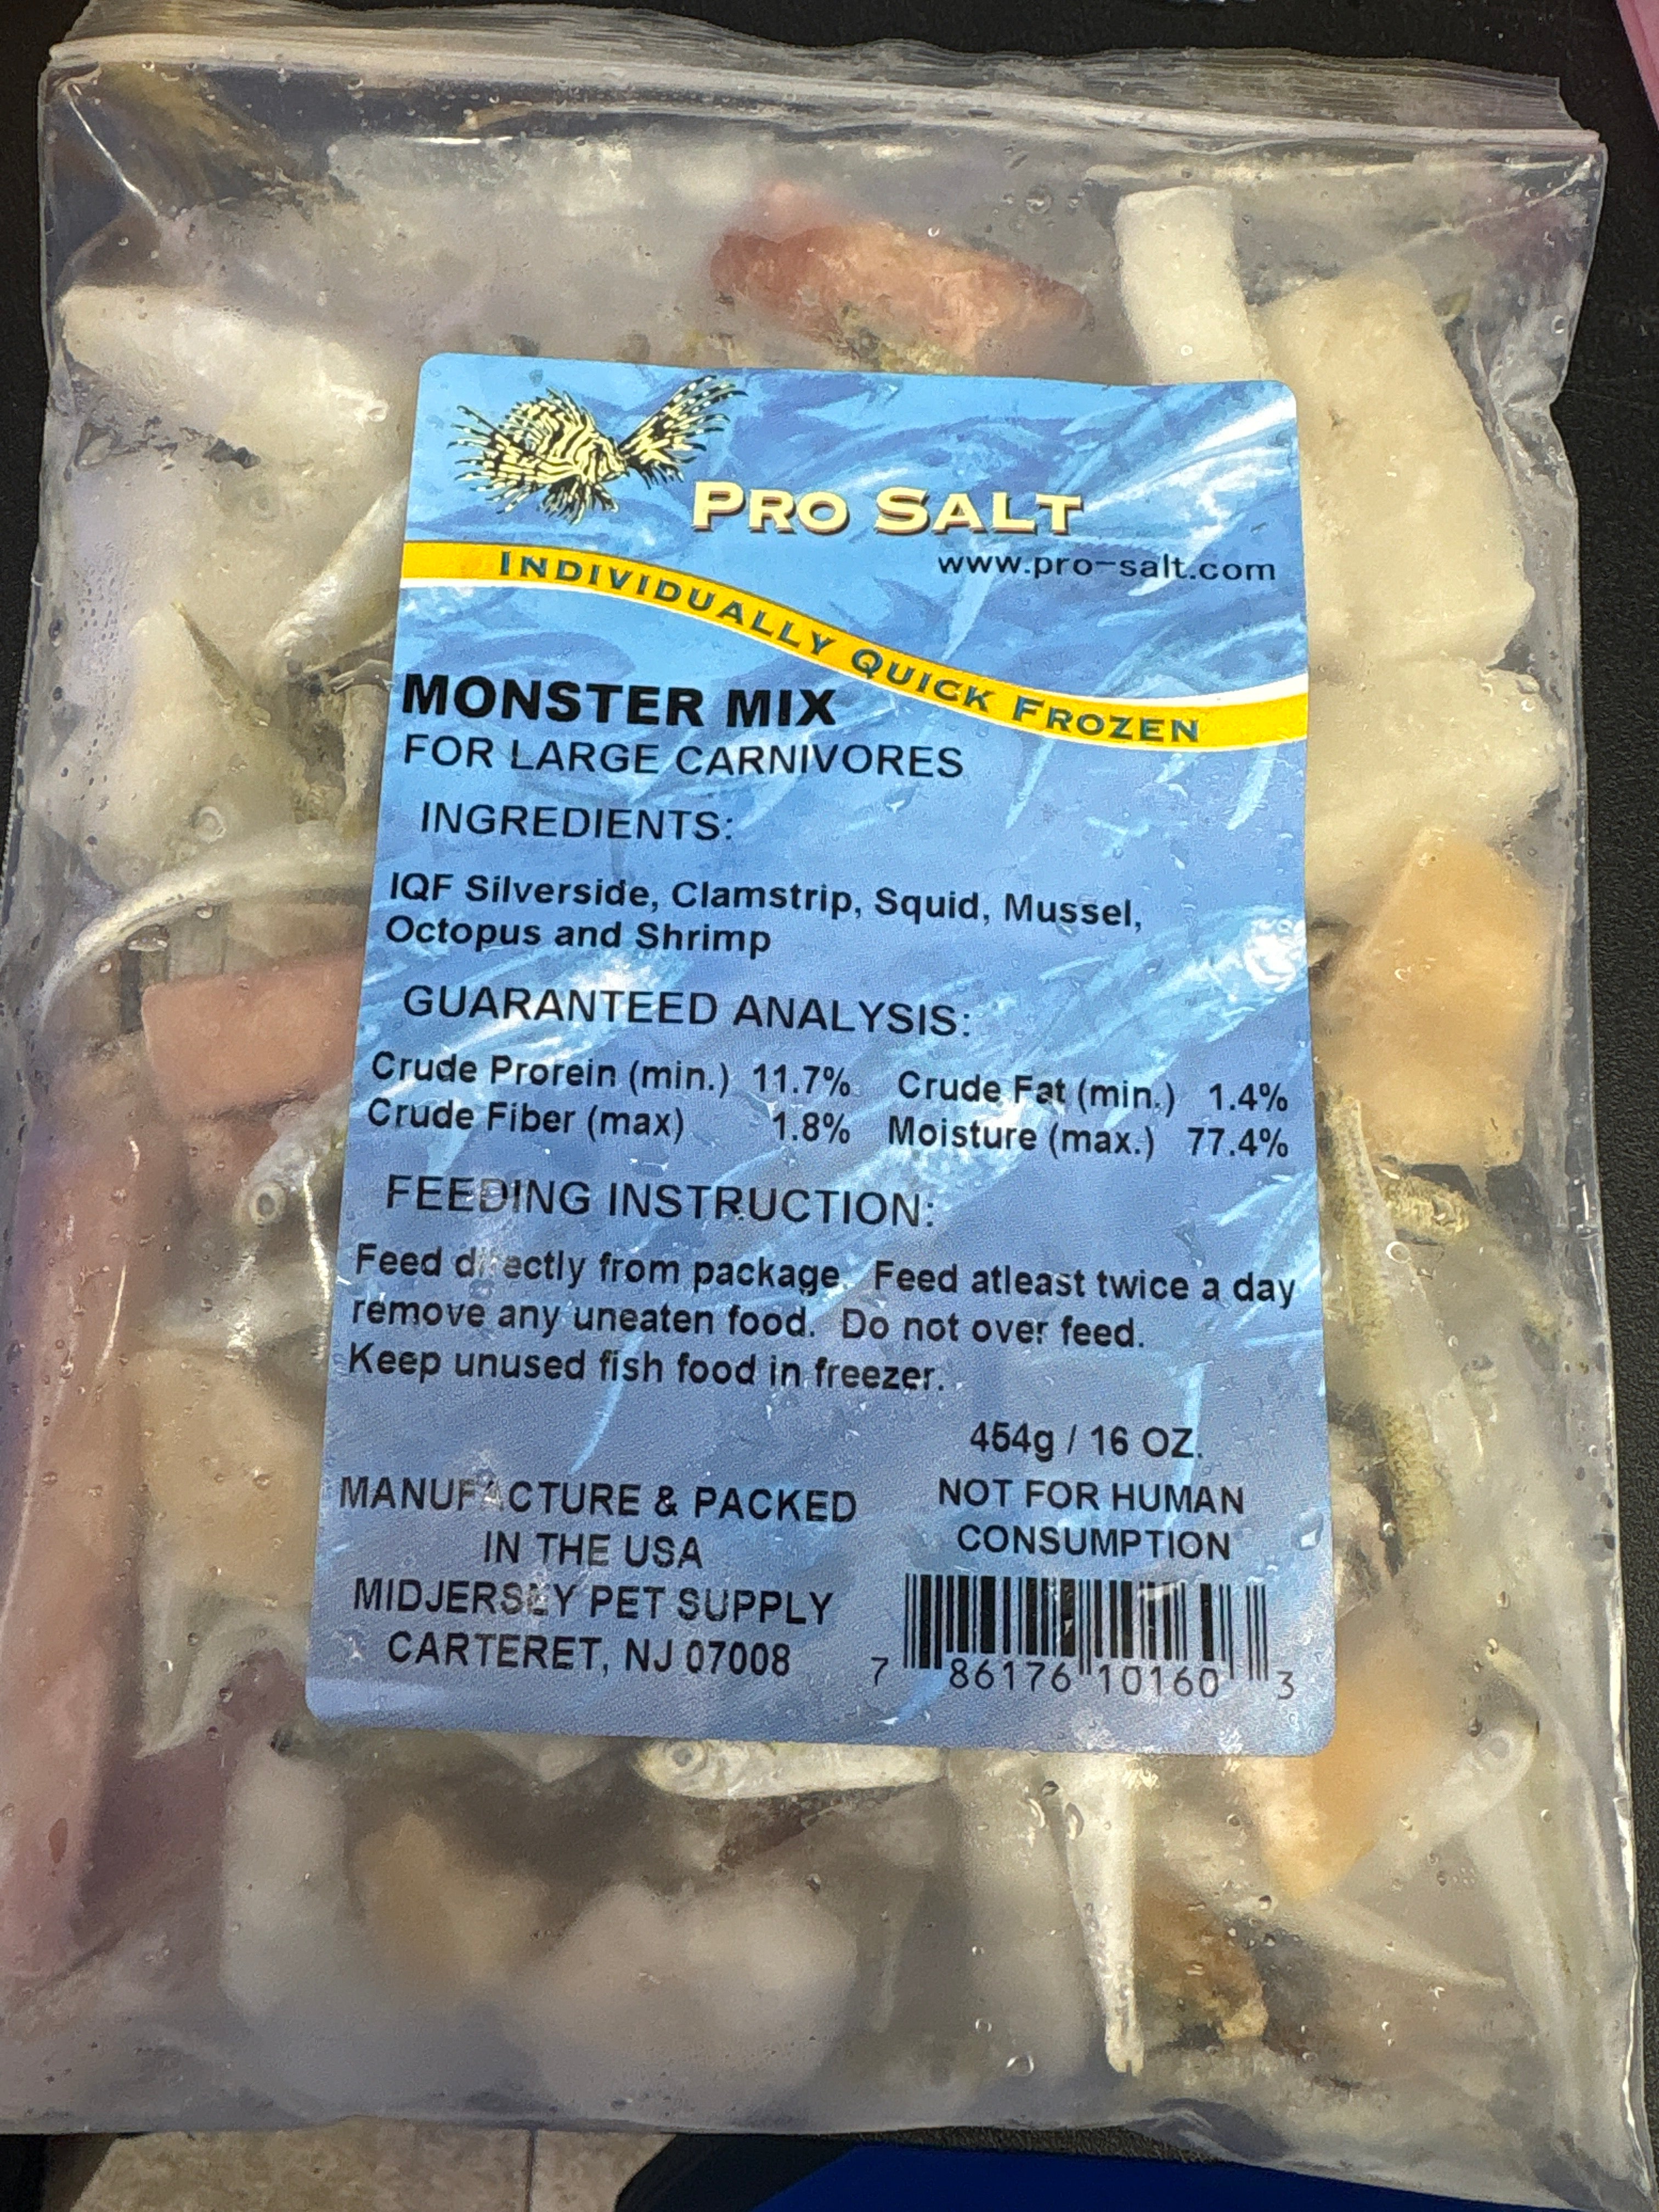 PRO SALT
www.pro-salt.com
INDIVIDUALLY QUICK FROZEN
MONSTER MIX
FOR LARGE CARNIVORES
INGREDIENTS:
IQF Silverside, Clamstrip, Squid, Mussel,
Octopus and Shrimp
GUARANTEED ANALYSIS:
Crude Prorein (min.) 11.7% Crude Fat (min.) 1.4%
Crude Fiber (max) 1.8% Moisture (max.) 77.4%
FEEDING INSTRUCTION:
Feed directly from package. Feed atleast twice a day
remove any uneaten food. Do not over feed.
Keep unused fish food in freezer.
454g / 16 OZ.
NOT FOR HUMAN
CONSUMPTION
MANUFACTURE & PACKED
IN THE USA
MIDJERSEY PET SUPPLY
CARTERET, NJ 07008
7 86176 10160 3